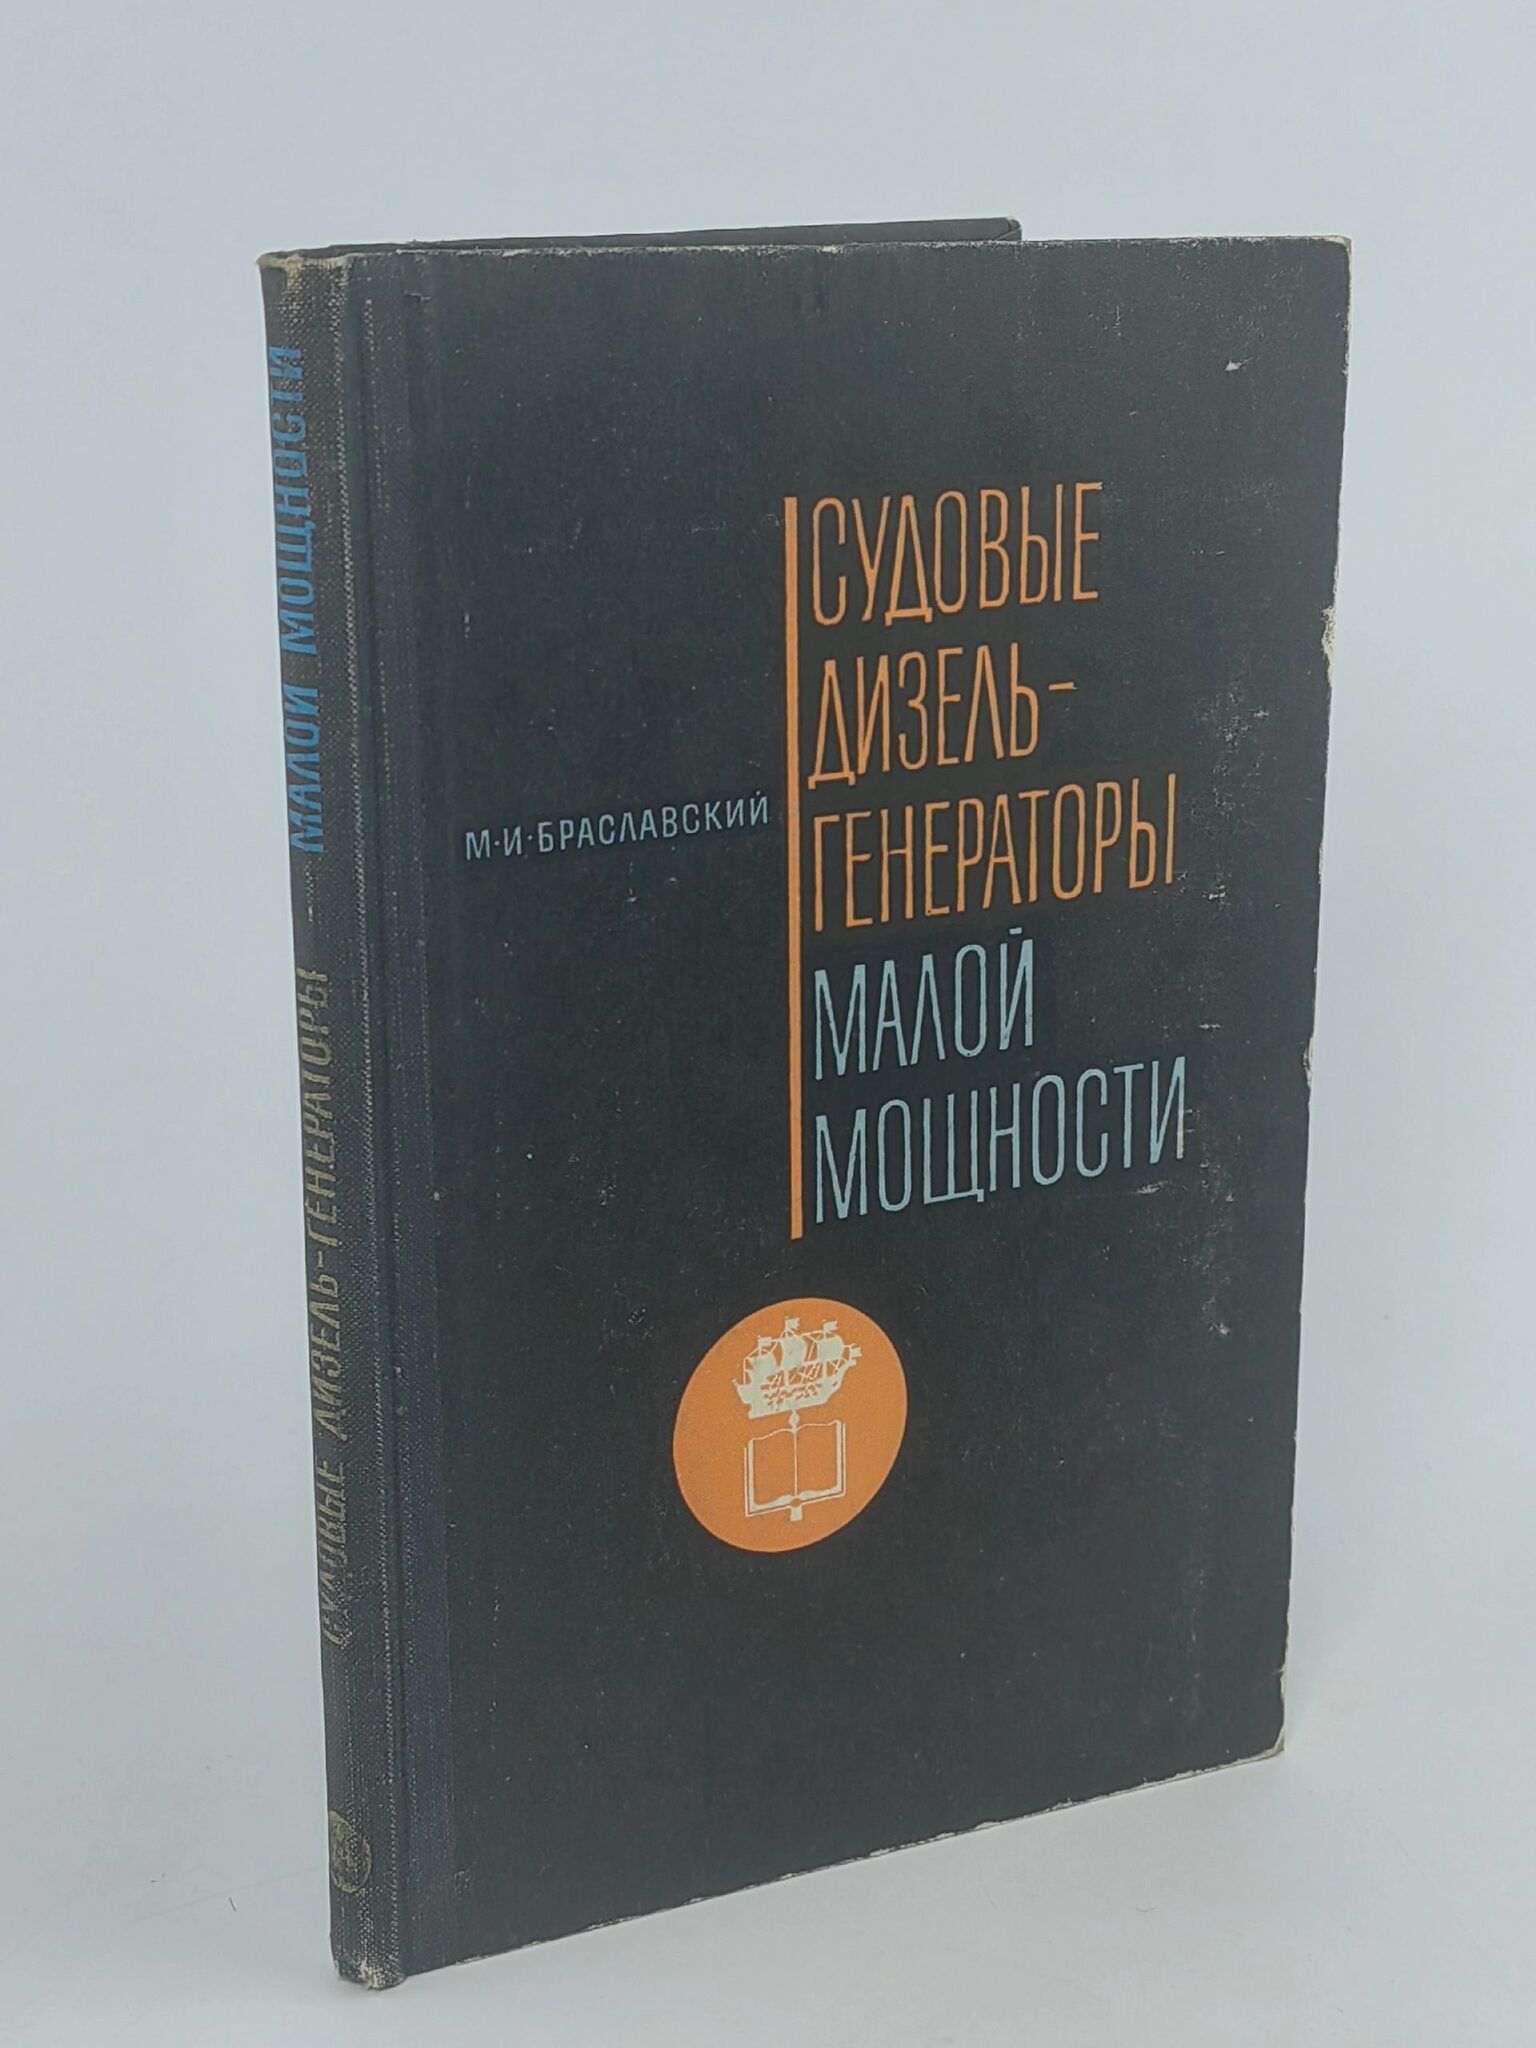 М·И·БРАСЛАВСКИЙ
СУДОВЫЕ
ДИЗЕЛЬ-
ГЕНЕРАТОРЫ
МАЛОЙ
МОЩНОСТИ
СУДОВЫЕ ДИЗЕЛЬ-ГЕНЕРАТОРЫ — МАЛОЙ МОЩНОСТИ